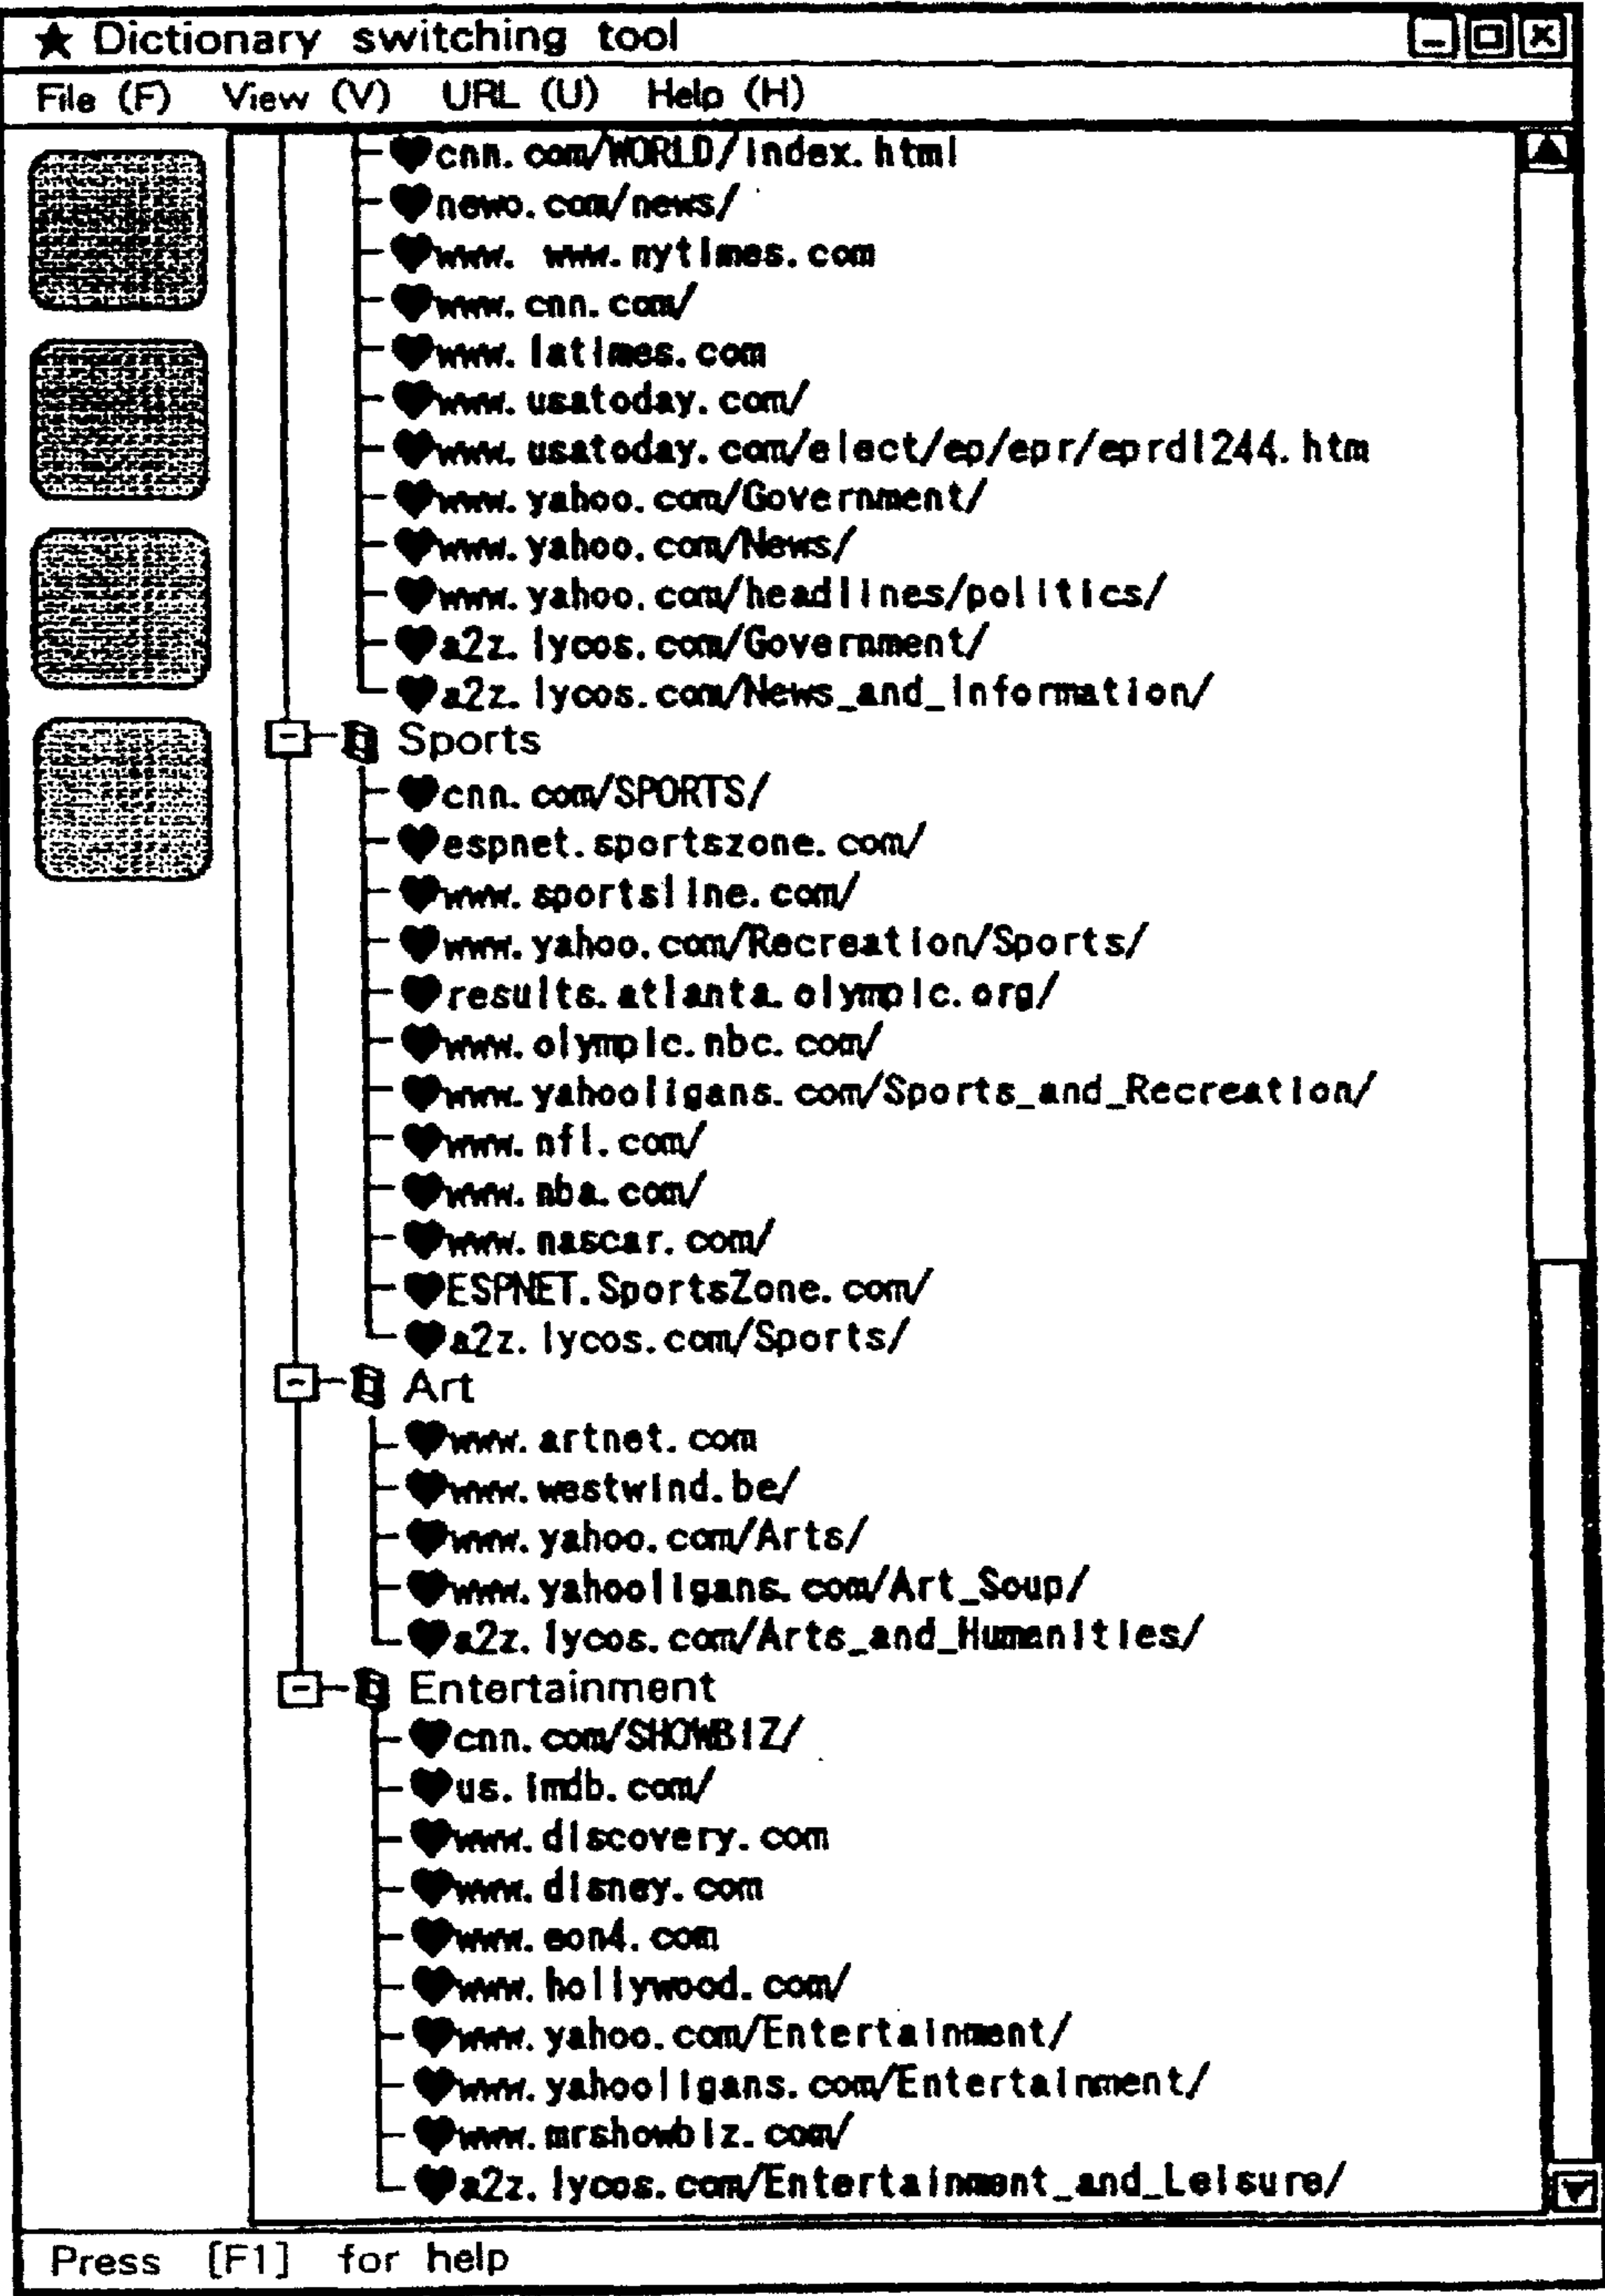 ★ Dictionary switching tool
File (F) View (V) URL (U) Help (H)
cnn.com/WORLD/index.html
newo.com/news/
www. www.nytimes.com
www.cnn.com/
www.latimes.com
www.usatoday.com/
www.usatoday.com/elect/ep/epr/eprd1244.htm
www.yahoo.com/Government/
www.yahoo.com/News/
www.yahoo.com/headlines/politics/
a2z.lycos.com/Government/
a2z.lycos.com/News_and_Information/
Sports
cnn.com/SPORTS/
espnet.sportszone.com/
www.sportsline.com/
www.yahoo.com/Recreation/Sports/
results.atlanta.olympic.org/
www.olympic.nbc.com/
www.yahooligans.com/Sports_and_Recreation/
www.nfl.com/
www.nba.com/
www.nascar.com/
ESPNET.SportsZone.com/
a2z.lycos.com/Sports/
Art
www.artnet.com
www.westwind.be/
www.yahoo.com/Arts/
www.yahooligans.com/Art_Soup/
a2z.lycos.com/Arts_and_Humanities/
Entertainment
cnn.com/SHOWBIZ/
us.imdb.com/
www.discovery.com
www.disney.com
www.eon4.com
www.hollywood.com/
www.yahoo.com/Entertainment/
www.yahooligans.com/Entertainment/
www.mrshowbiz.com/
a2z.lycos.com/Entertainment_and_Leisure/
Press [F1] for help